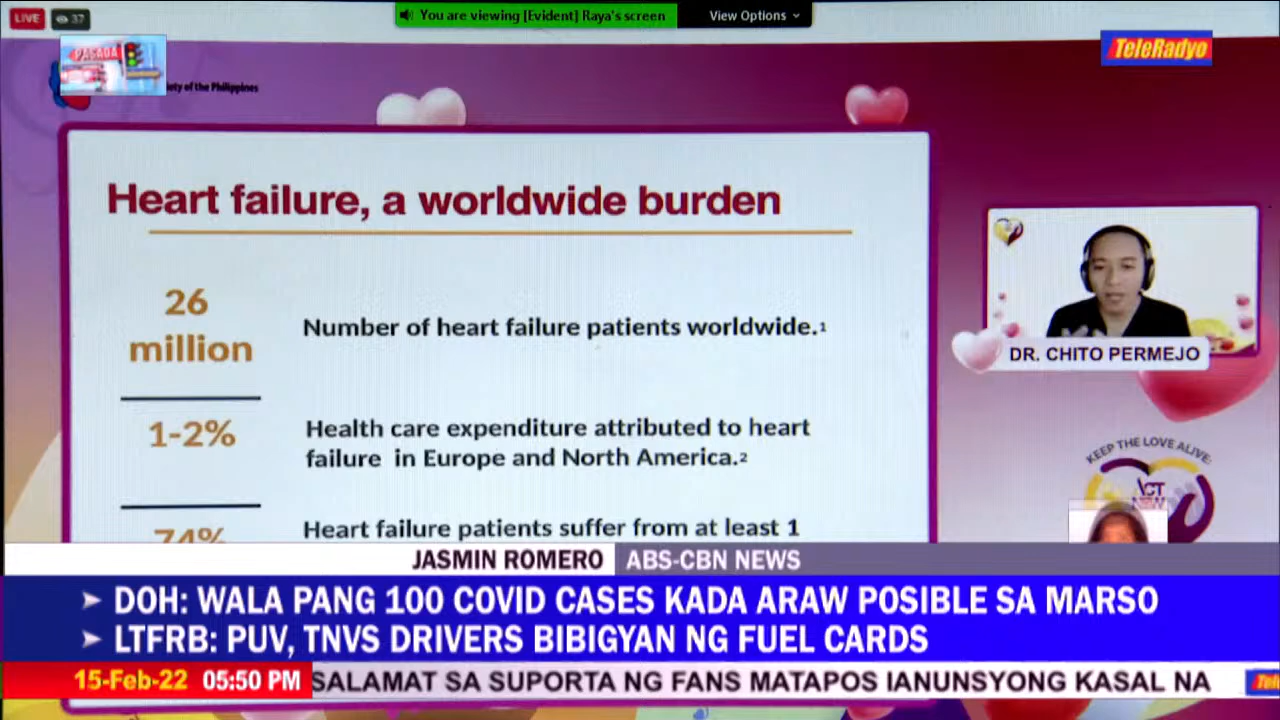 LIVE
37
You are viewing [Evident] Raya's screen
View Options
PASADA
TeleRadyo
iety of the Philippines
Heart failure, a worldwide burden
26
million
Number of heart failure patients worldwide.1
1-2%
Health care expenditure attributed to heart
failure in Europe and North America.2
74%
Heart failure patients suffer from at least 1
DR. CHITO PERMEJO
KEEP THE LOVE ALIVE:
ACT
NOW
JASMIN ROMERO
ABS-CBN NEWS
➤ DOH: WALA PANG 100 COVID CASES KADA ARAW POSIBLE SA MARSO
➤ LTFRB: PUV, TNVS DRIVERS BIBIGYAN NG FUEL CARDS
15-Feb-22 05:50 PM
SALAMAT SA SUPORTA NG FANS MATAPOS IANUNSYONG KASAL NA